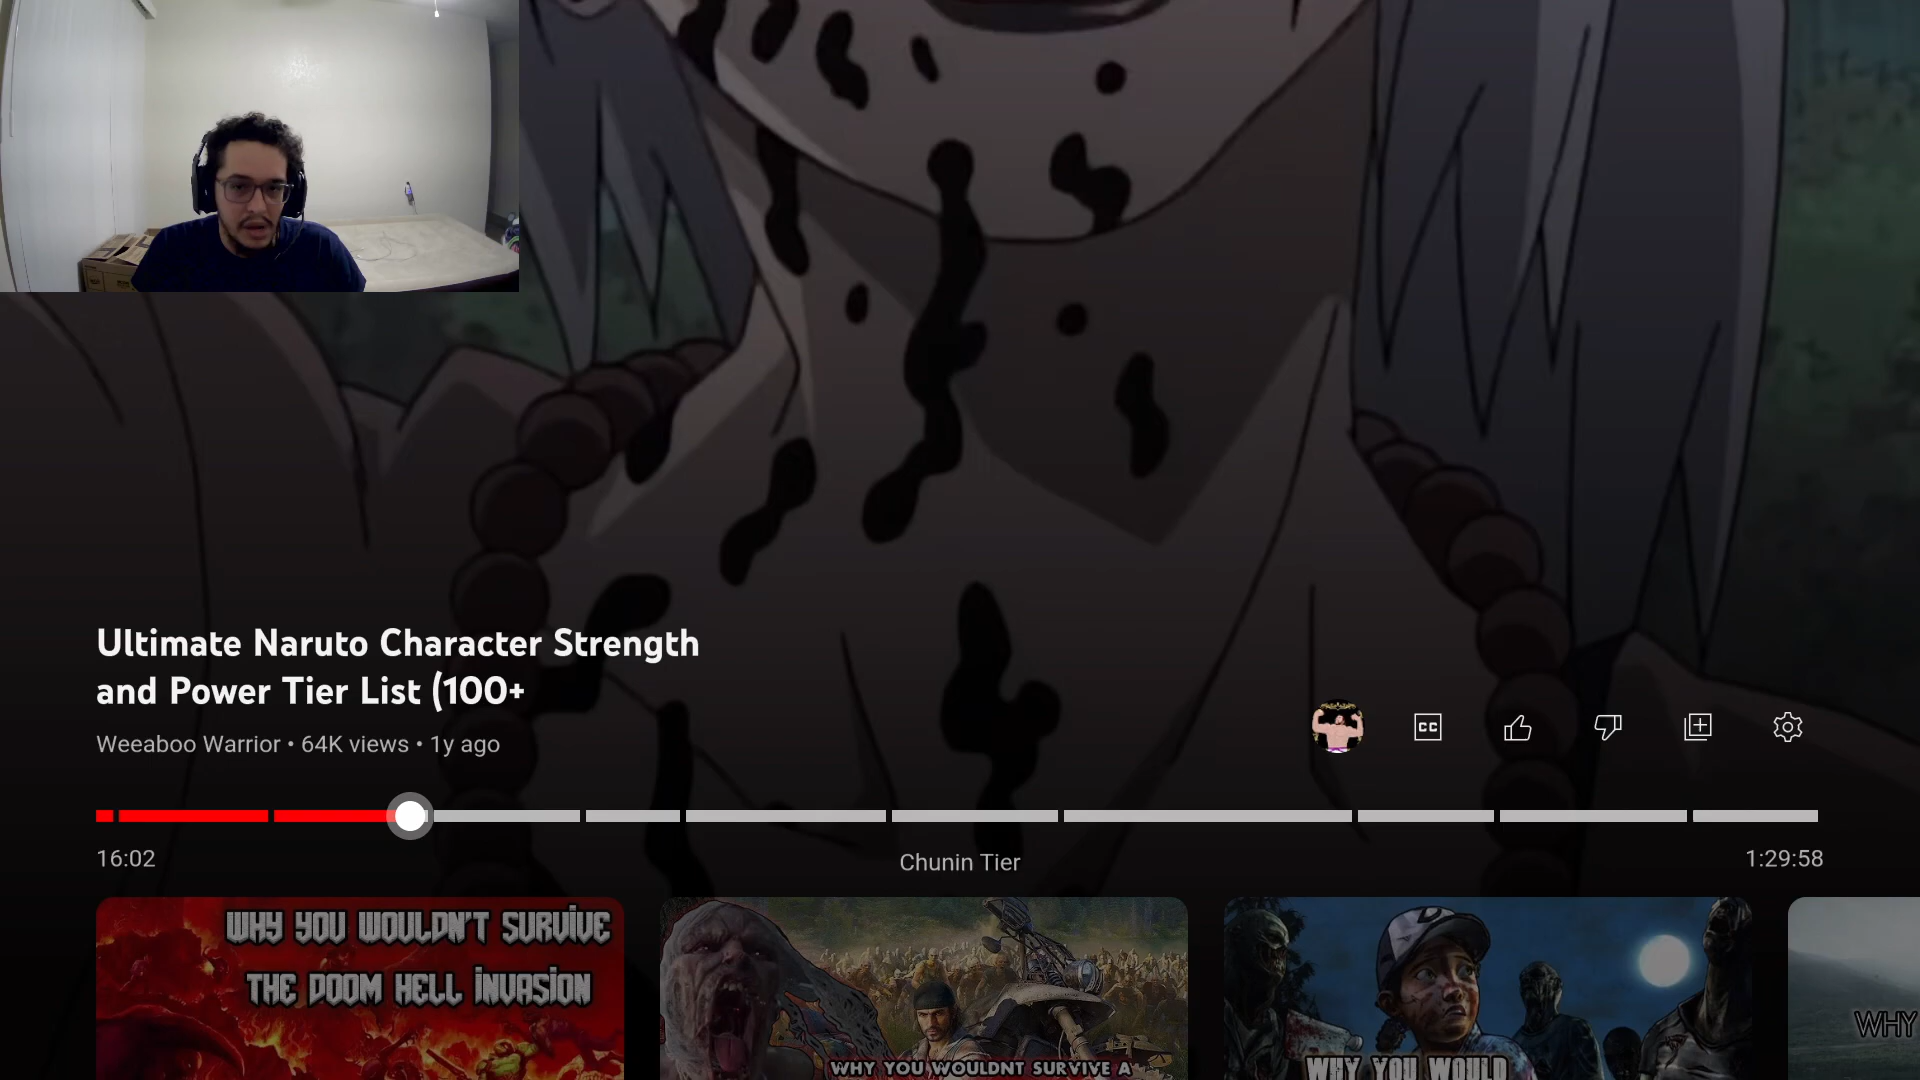 Ultimate Naruto Character Strength
and Power Tier List (100+
Weeaboo Warrior • 64K views • 1y ago
CC
16:02
Chunin Tier
1:29:58
WHY YOU WOULDN'T SURVIVE
THE DOOM HELL INVASION
WHY YOU WOULDNT SURVIVE A
WHY YOU WOULD
WHY